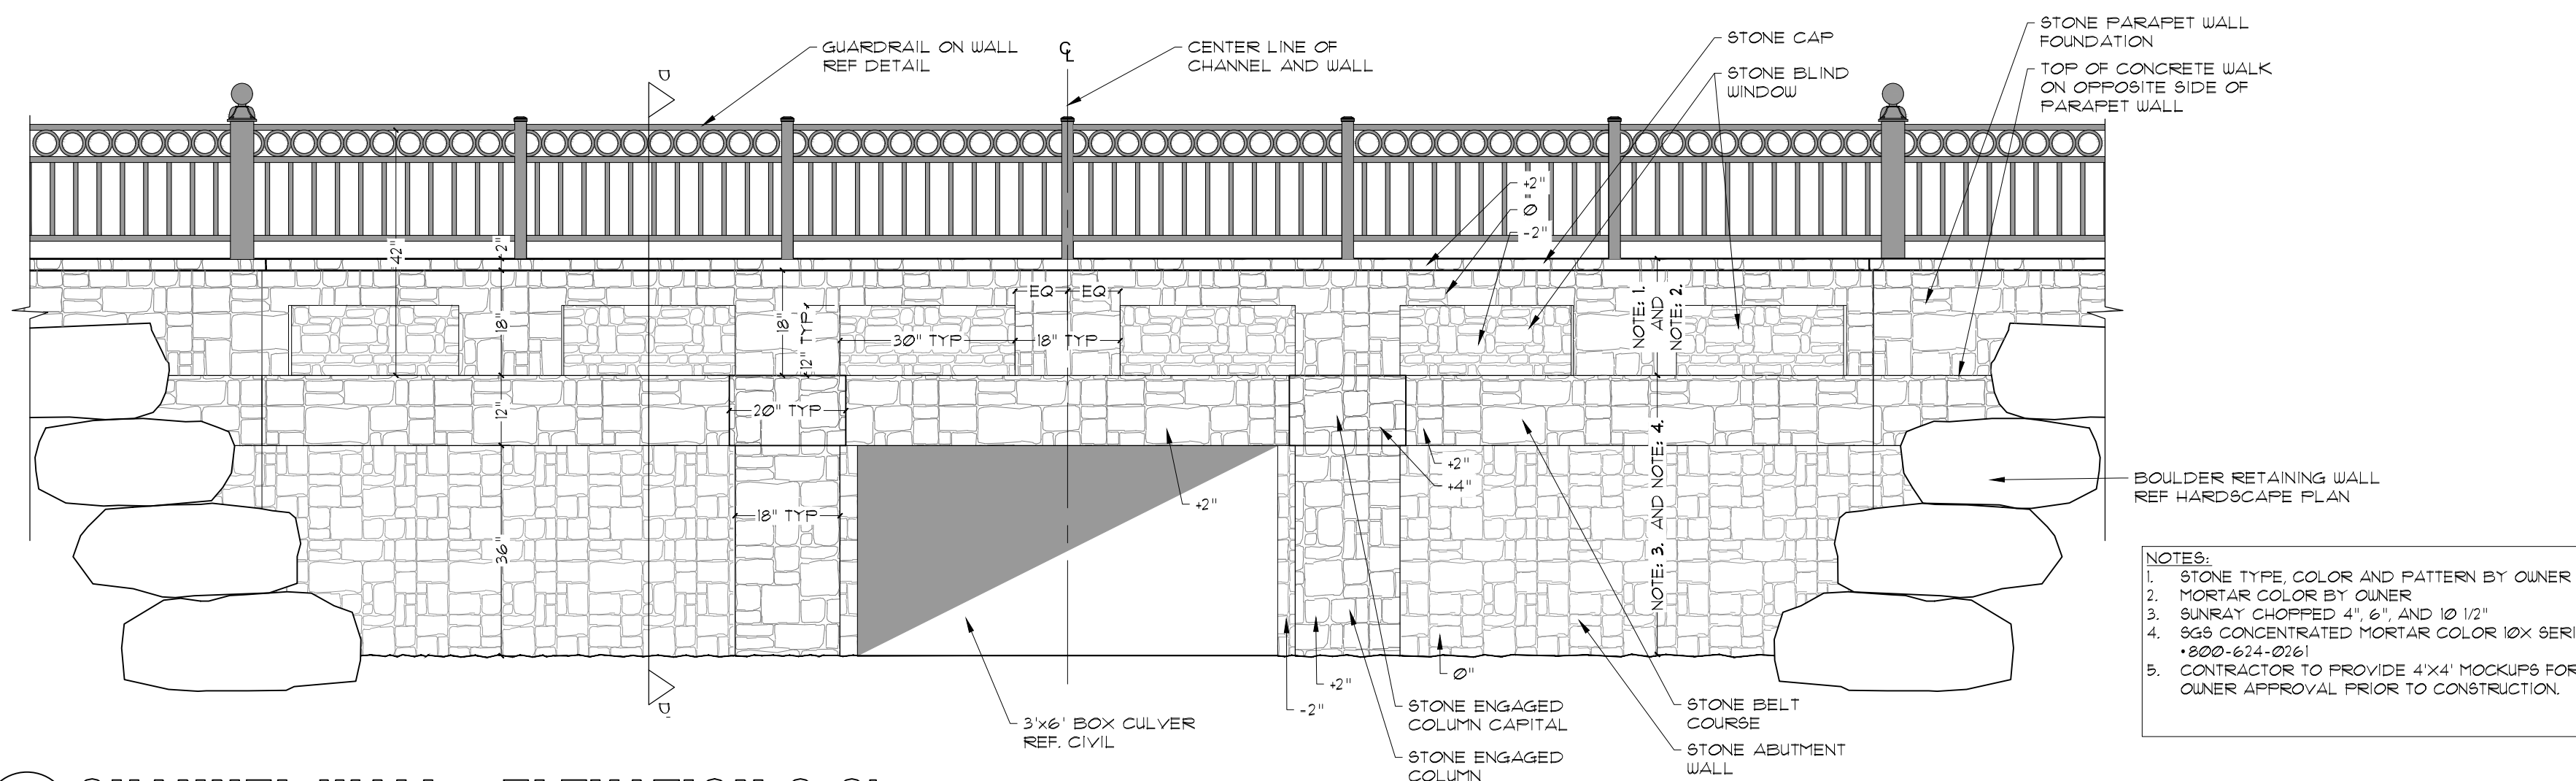 GUARDRAIL ON WALL
REF DETAIL
CENTER LINE OF
CHANNEL AND WALL
STONE CAP
STONE BLIND
WINDOW
STONE PARAPET WALL
FOUNDATION
TOP OF CONCRETE WALK
ON OPPOSITE SIDE OF
PARAPET WALL
+2"
0"
-2"
42"
2"
18"
12"
36"
18"
12" TYP
EQ
EQ
30" TYP
18" TYP
20" TYP
18" TYP
NOTE: 1.
AND
NOTE: 2.
NOTE: 3. AND NOTE: 4.
+2"
+4"
+2"
0"
+2"
-2"
BOULDER RETAINING WALL
REF HARDSCAPE PLAN
3'x6' BOX CULVER
REF. CIVIL
STONE ENGAGED
COLUMN CAPITAL
STONE ENGAGED
COLUMN
STONE BELT
COURSE
STONE ABUTMENT
WALL
NOTES:
1. STONE TYPE, COLOR AND PATTERN BY OWNER
2. MORTAR COLOR BY OWNER
3. SUNRAY CHOPPED 4", 6", AND 10 1/2"
4. SGS CONCENTRATED MORTAR COLOR 10X SERI
•800-624-0261
5. CONTRACTOR TO PROVIDE 4'X4' MOCKUPS FOR
OWNER APPROVAL PRIOR TO CONSTRUCTION.